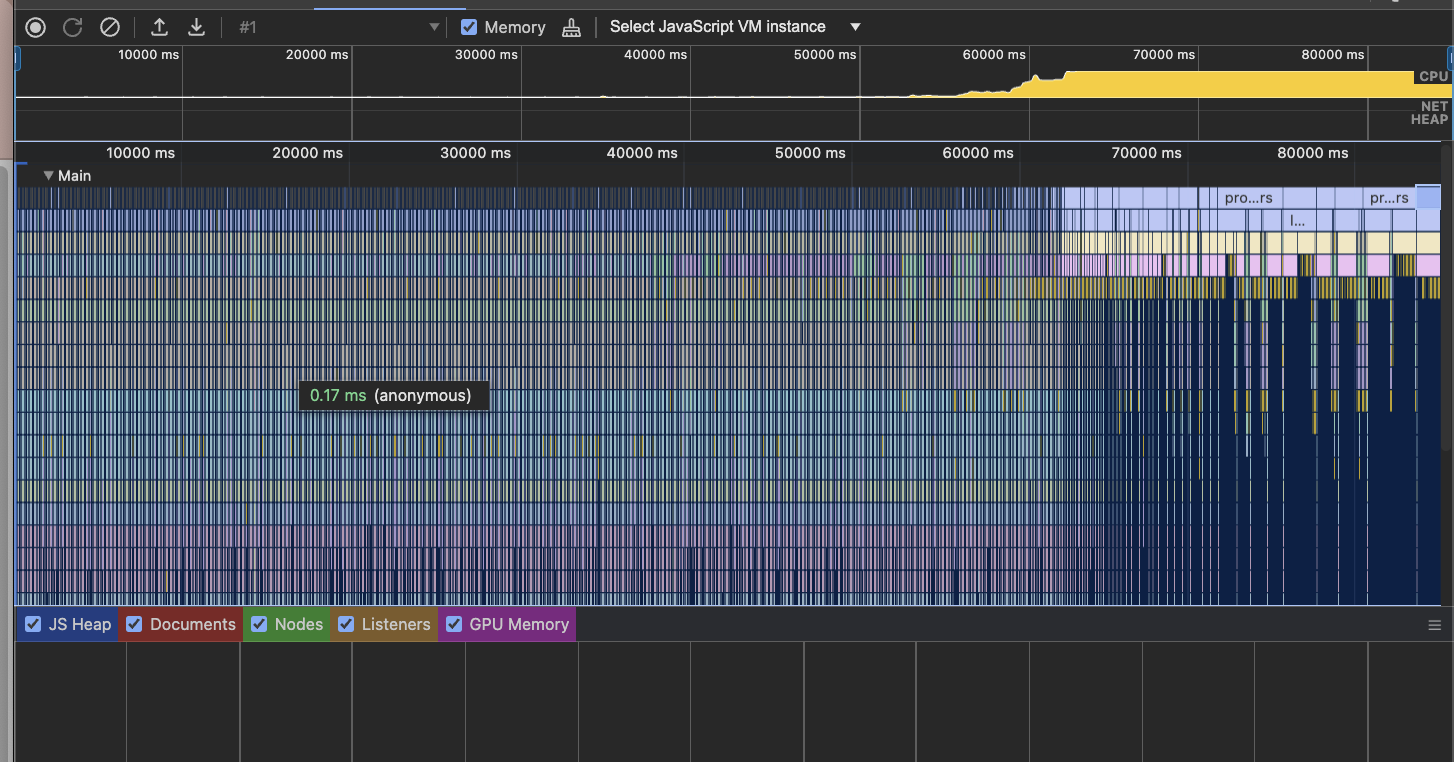 #1 Memory Select JavaScript VM instance
10000 ms 20000 ms 30000 ms 40000 ms 50000 ms 60000 ms 70000 ms 80000 ms
CPU
NET
HEAP
10000 ms 20000 ms 30000 ms 40000 ms 50000 ms 60000 ms 70000 ms 80000 ms
Main
pro...rs pr...rs
l...
0.17 ms (anonymous)
JS Heap Documents Nodes Listeners GPU Memory